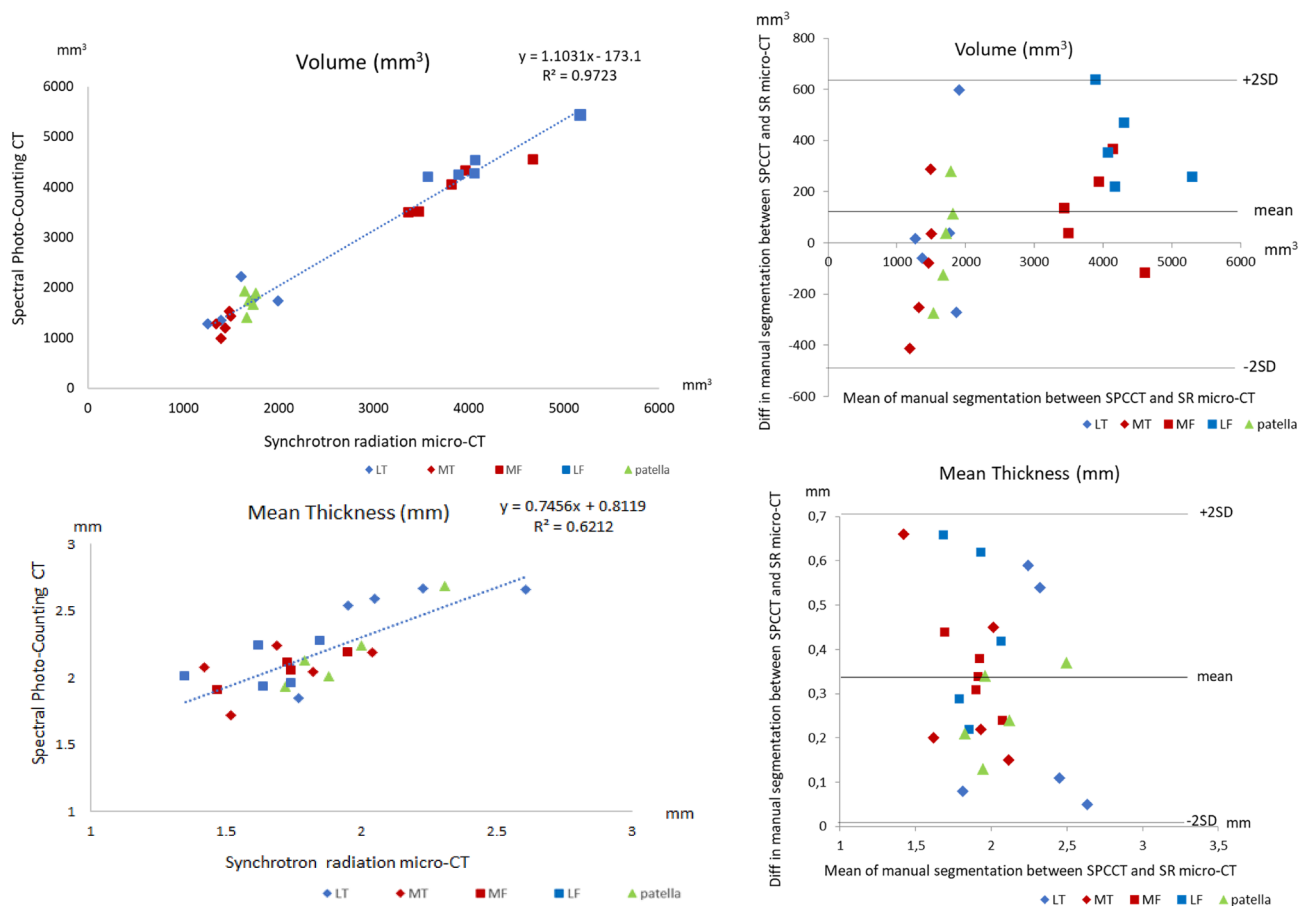 mm³
Volume (mm³)
y = 1.1031x - 173.1
R² = 0.9723
6000
5000
4000
3000
2000
1000
0
Spectral Photo-Counting CT
0 1000 2000 3000 4000 5000 6000
mm³
Synchrotron radiation micro-CT
LT MT MF LF patella
mm³
Volume (mm³)
800
600
400
200
0
-200
-400
-600
Diff in manual segmentation between SPCCT and SR micro-CT
+2SD
mean
-2SD
0 1000 2000 3000 4000 5000 6000
mm³
Mean of manual segmentation between SPCCT and SR micro-CT
LT MT MF LF patella
mm
Mean Thickness (mm)
y = 0.7456x + 0.8119
R² = 0.6212
3
2.5
2
1.5
1
Spectral Photo-Counting CT
1 1.5 2 2.5 3
mm
Synchrotron radiation micro-CT
LT MT MF LF patella
Mean Thickness (mm)
mm
0,7
0,6
0,5
0,4
0,3
0,2
0,1
0
Diff in manual segmentation between SPCCT and SR micro-CT
+2SD
mean
-2SD
mm
1 1,5 2 2,5 3 3,5
Mean of manual segmentation between SPCCT and SR micro-CT
LT MT MF LF patella